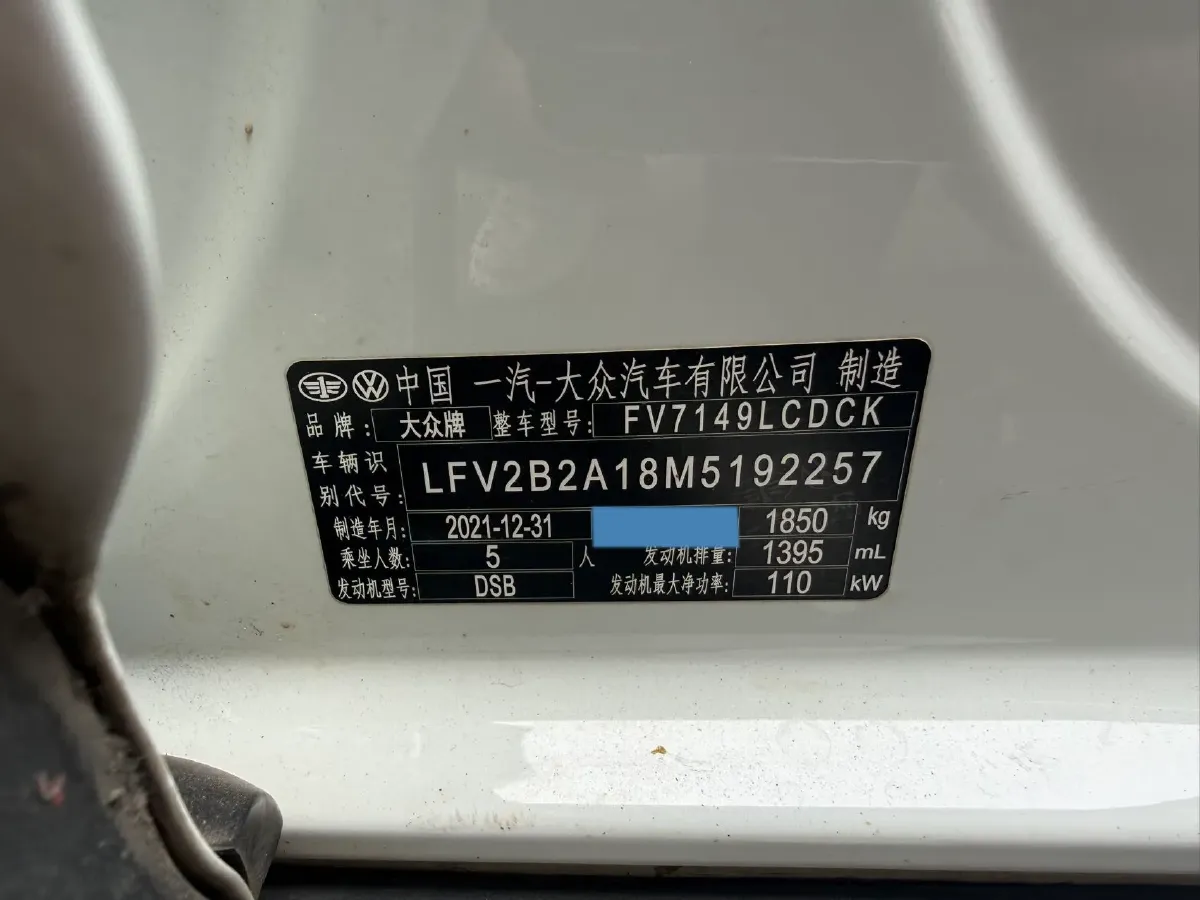 中国 一汽-大众汽车有限公司 制造
品牌: 大众牌 整车型号: FV7149LCDCK
车辆识别代号: LFV2B2A18M5192257
制造年月: 2021-12-31 1850 kg
乘坐人数: 5 人 发动机排量: 1395 mL
发动机型号: DSB 发动机最大净功率: 110 kW